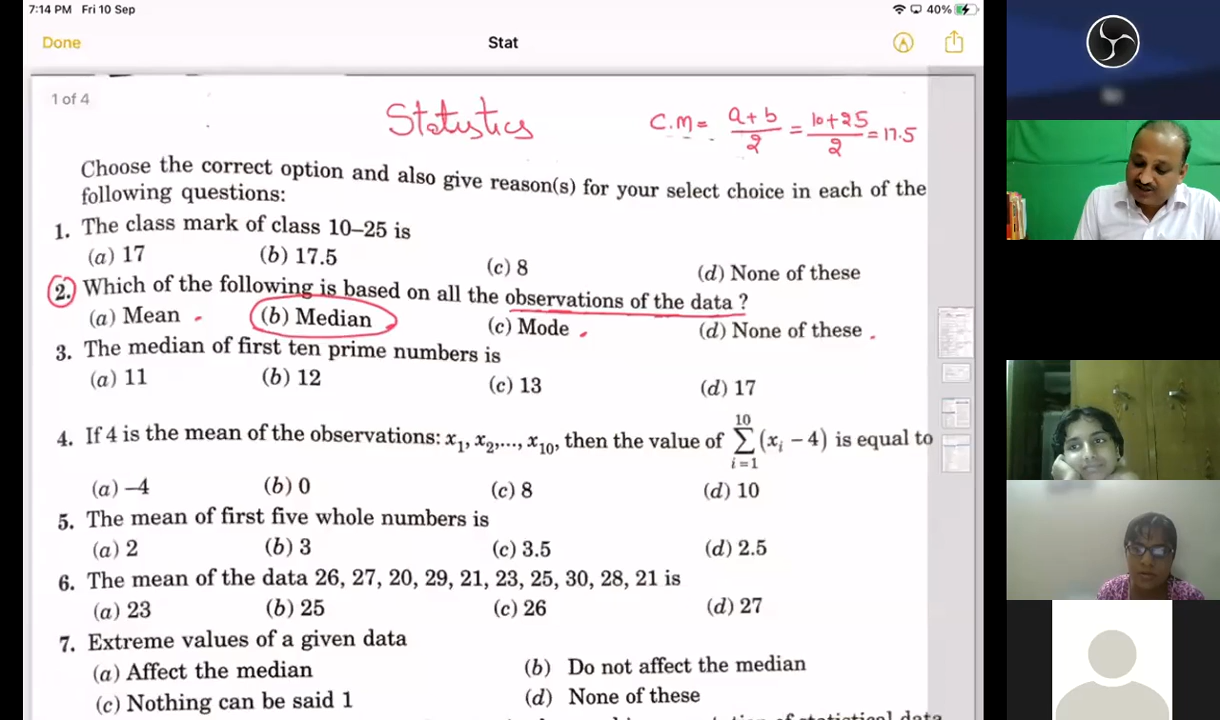 7:14 PM Fri 10 Sep
40%
Done
Stat
1 of 4
Statistics
C.M = a+b/2 = 10+25/2 = 17.5
Choose the correct option and also give reason(s) for your select choice in each of the
following questions:
1. The class mark of class 10–25 is
(a) 17 (b) 17.5 (c) 8 (d) None of these
2. Which of the following is based on all the observations of the data ?
(a) Mean (b) Median (c) Mode (d) None of these
3. The median of first ten prime numbers is
(a) 11 (b) 12 (c) 13 (d) 17
4. If 4 is the mean of the observations: x₁, x₂,..., x₁₀, then the value of 10 ∑ i=1 (xᵢ – 4) is equal to
(a) –4 (b) 0 (c) 8 (d) 10
5. The mean of first five whole numbers is
(a) 2 (b) 3 (c) 3.5 (d) 2.5
6. The mean of the data 26, 27, 20, 29, 21, 23, 25, 30, 28, 21 is
(a) 23 (b) 25 (c) 26 (d) 27
7. Extreme values of a given data
(a) Affect the median (b) Do not affect the median
(c) Nothing can be said 1 (d) None of these
of statistical data